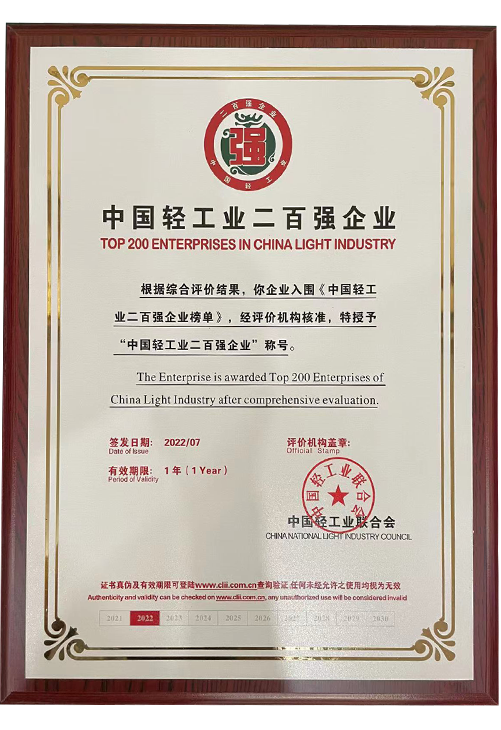 二百强企业
强
中国轻工业
中国轻工业二百强企业
TOP 200 ENTERPRISES IN CHINA LIGHT INDUSTRY
根据综合评价结果，你企业入围《中国轻工
业二百强企业榜单》，经评价机构核准，特授予
“中国轻工业二百强企业”称号。
The Enterprise is awarded Top 200 Enterprises of
China Light Industry after comprehensive evaluation.
签发日期： 2022/07
Date of Issue
有效期限： 1 年（1 Year）
Period of Validity
评价机构盖章：
Official Stamp
中国轻工业联合会
中国轻工业联合会
CHINA NATIONAL LIGHT INDUSTRY COUNCIL
证书真伪及有效期限可登陆www.clii.com.cn查询验证,任何未经允许之使用均视为无效
Authenticity and validity can be checked on www.clii.com.cn, any unauthorized use will be considered invalid
2021 2022 2023 2024 2025 2026 2027 2028 2029 2030